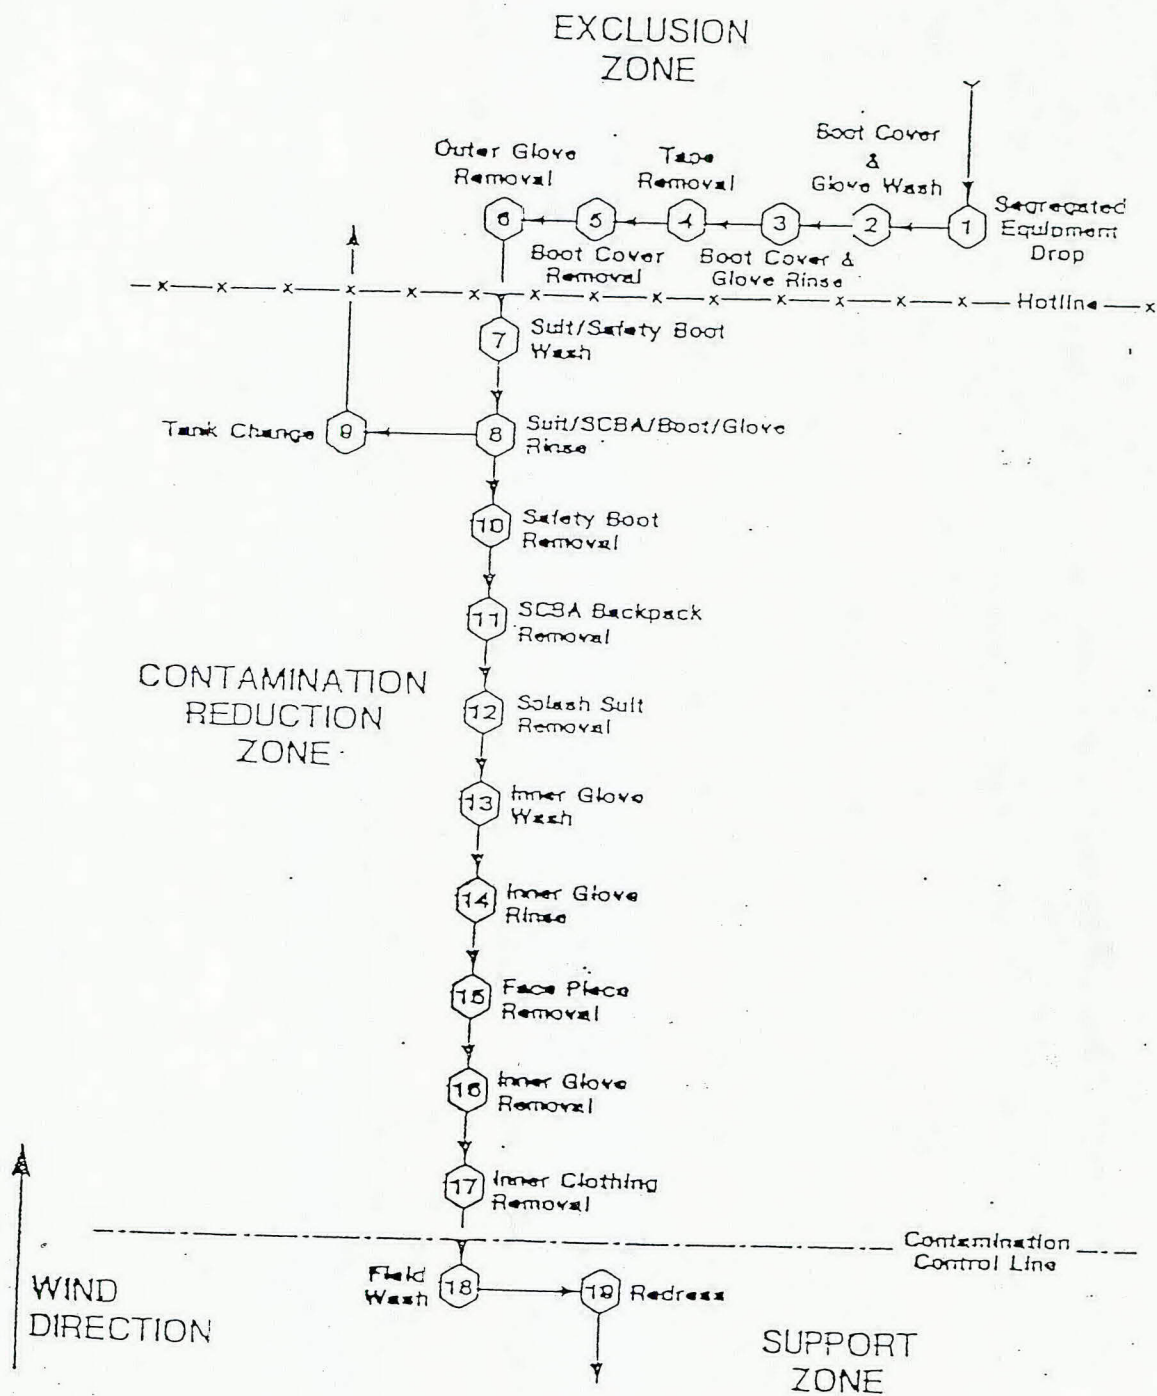 EXCLUSION
ZONE
Boot Cover
&
Glove Wash
Outer Glove
Removal
Tape
Removal
6
5
4
3
2
1
Segregated
Equipment
Drop
Boot Cover
Removal
Boot Cover &
Glove Rinse
Hotline
7
Suit/Safety Boot
Wash
Tank Change
9
8
Suit/SCBA/Boot/Glove
Rinse
10
Safety Boot
Removal
11
SCBA Backpack
Removal
CONTAMINATION
REDUCTION
ZONE
12
Splash Suit
Removal
13
Inner Glove
Wash
14
Inner Glove
Rinse
15
Face Piece
Removal
16
Inner Glove
Removal
17
Inner Clothing
Removal
Contamination
Control Line
Field
Wash
18
19
Redress
WIND
DIRECTION
SUPPORT
ZONE